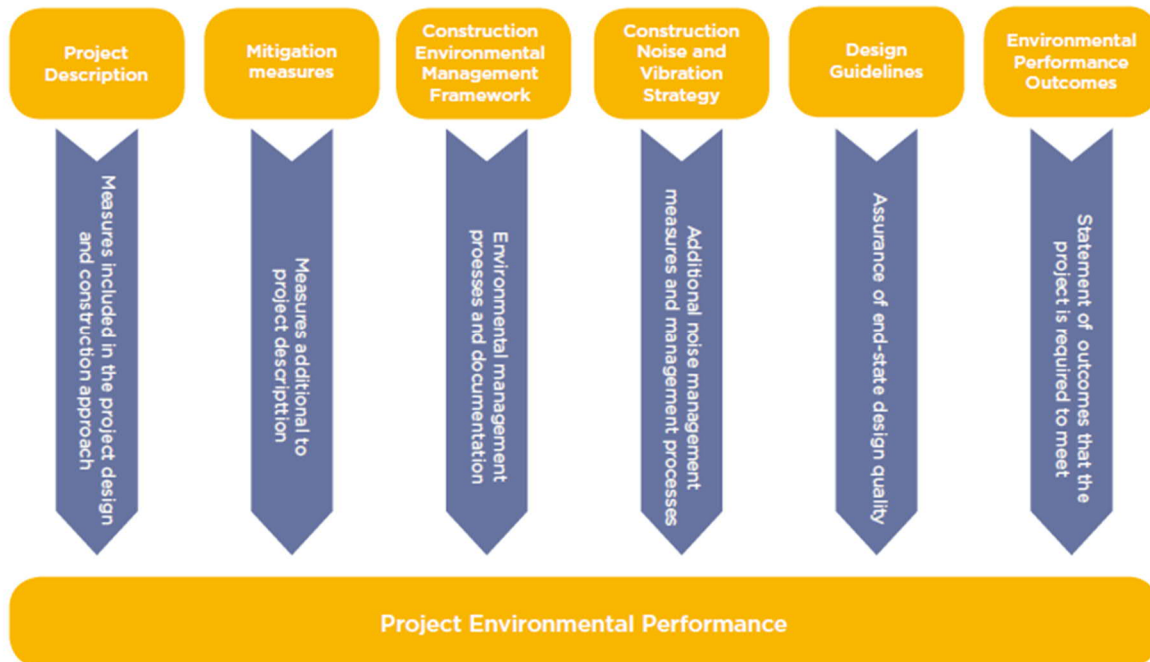 Project
Description
Mitigation
measures
Construction
Environmental
Management
Framework
Construction
Noise and
Vibration
Strategy
Design
Guidelines
Environmental
Performance
Outcomes
Measures included in the project design
and construction approach
Measures additional to
project descripttion
Environmental management
proesses and documentation
Additional noise management
measures and management processes
Assurance of end-state design quality
Statement of outcomes that the
project is required to meet
Project Environmental Performance